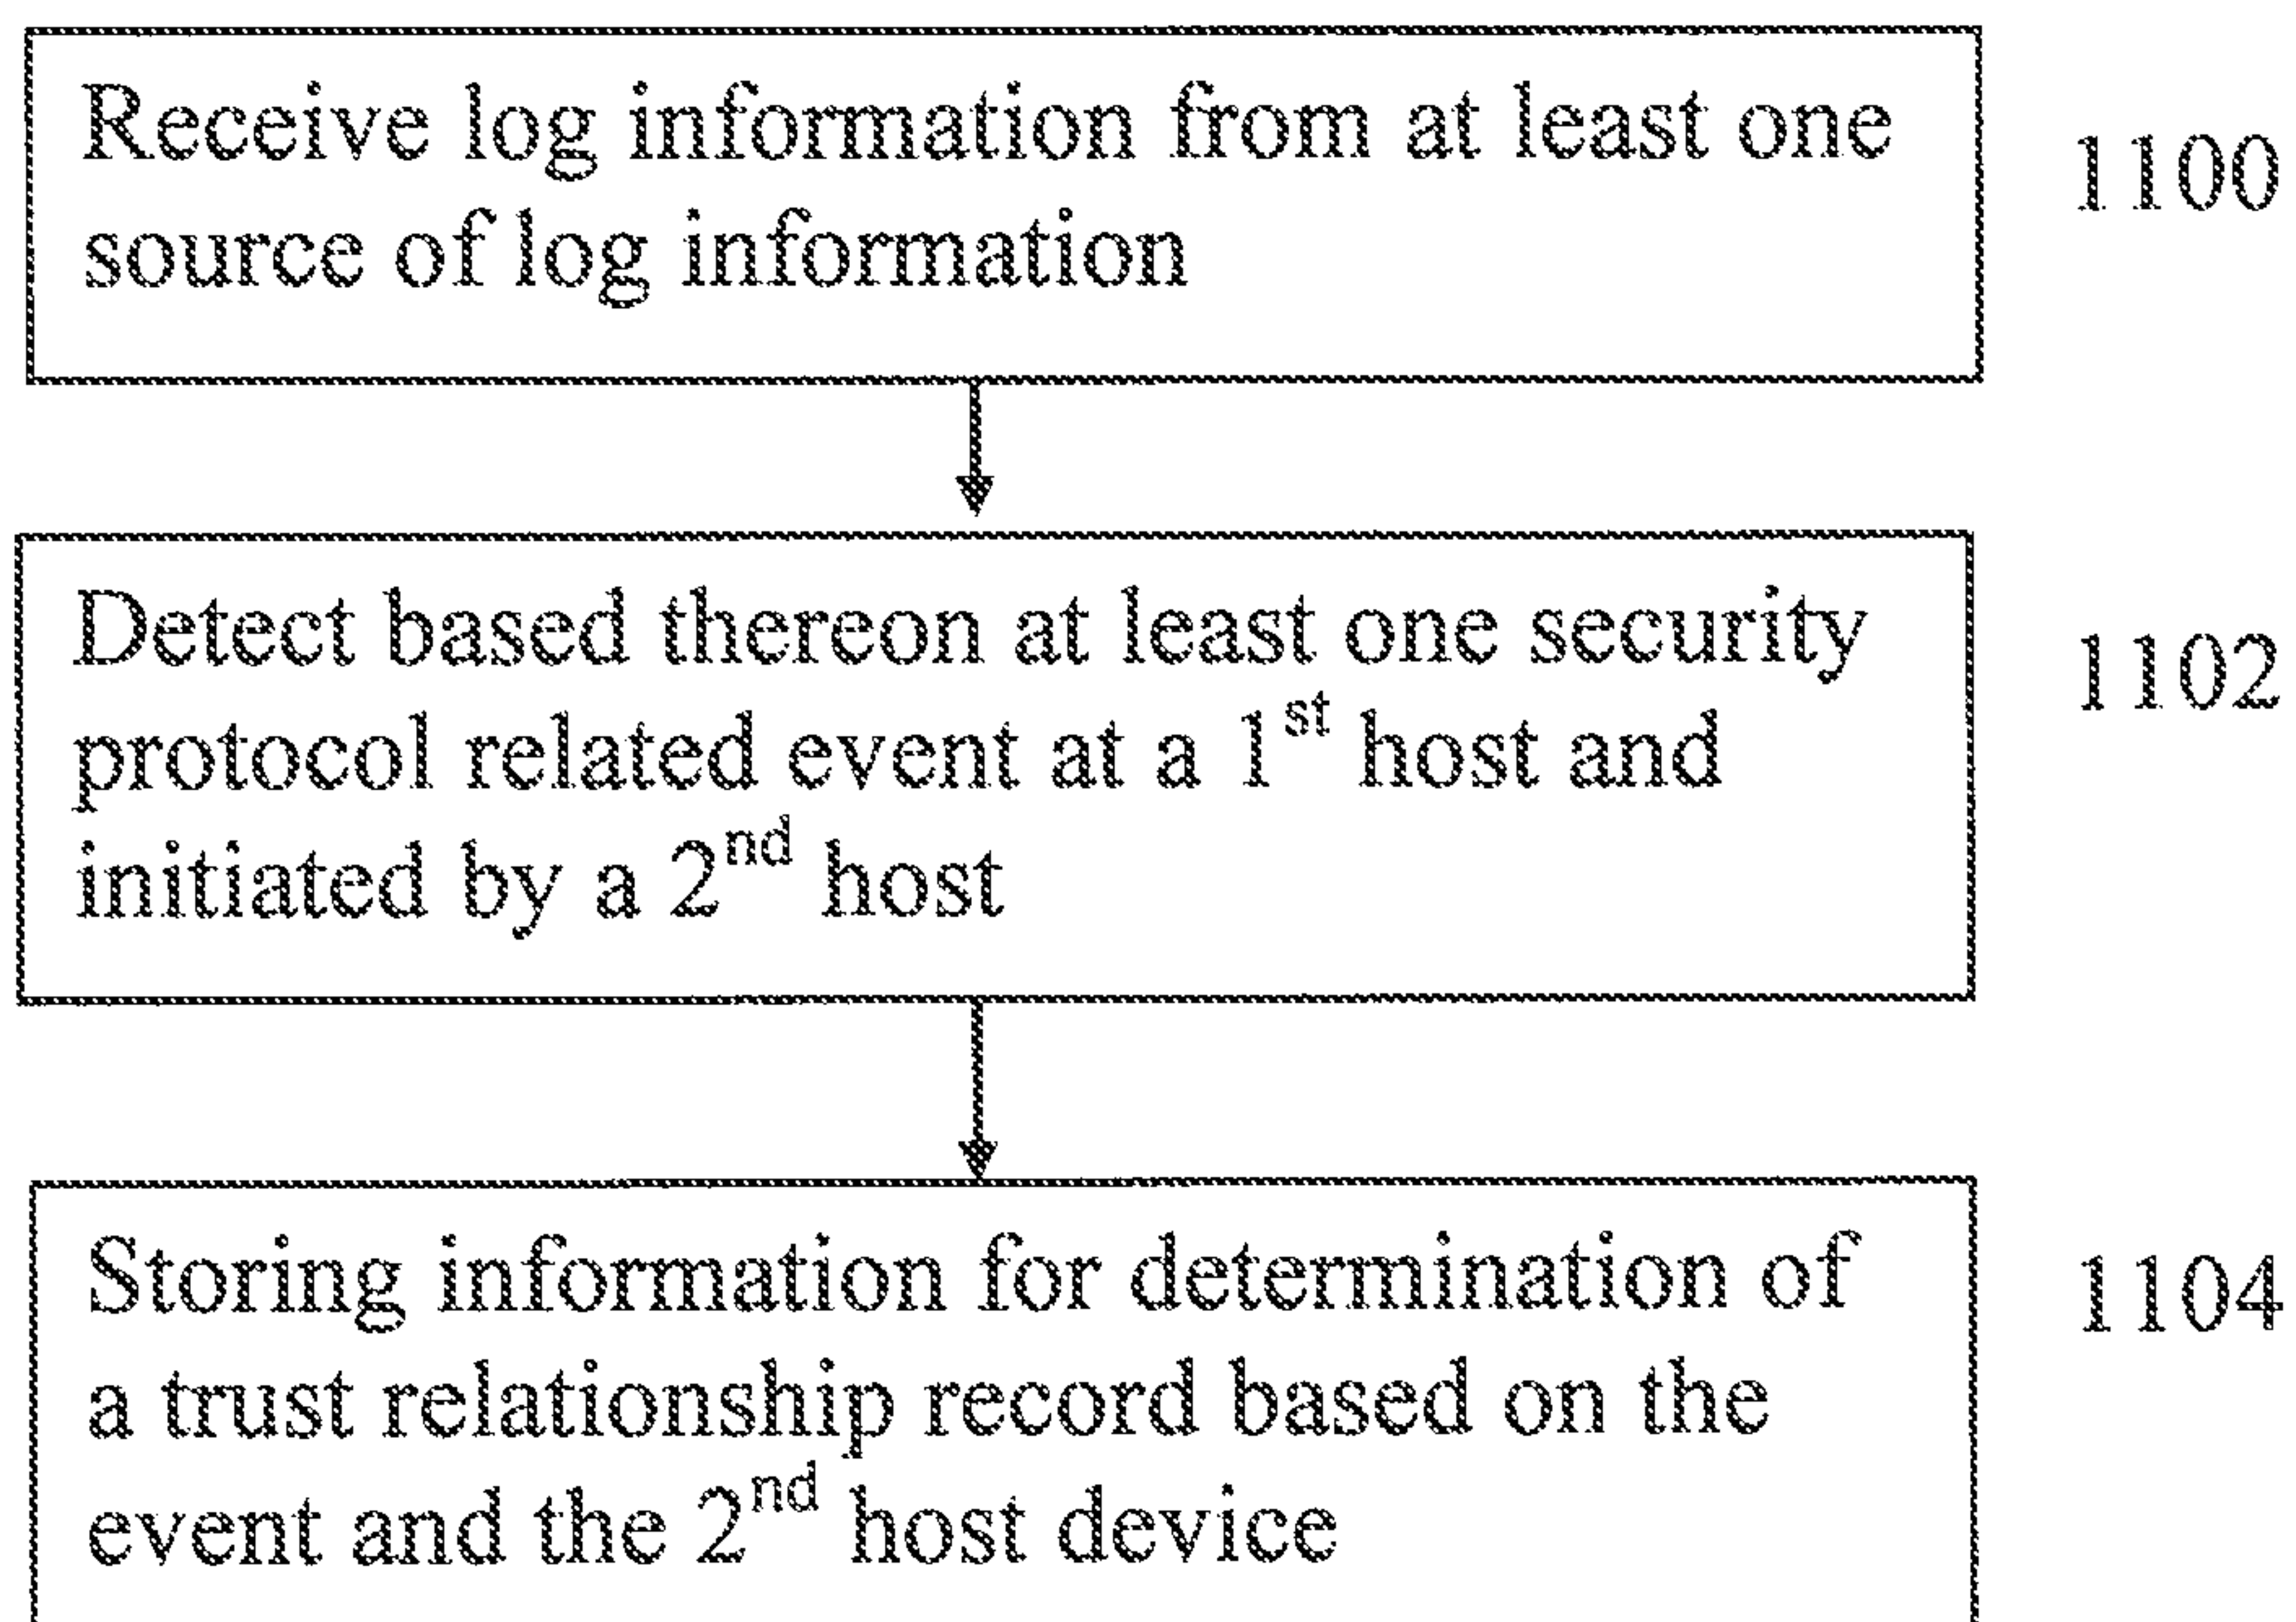 Receive log information from at least one
source of log information
1100
Detect based thereon at least one security
protocol related event at a 1st host and
initiated by a 2nd host
1102
Storing information for determination of
a trust relationship record based on the
event and the 2nd host device
1104